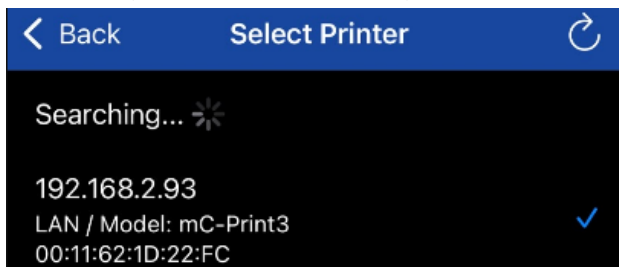 Back
Select Printer
Searching...
192.168.2.93
LAN / Model: mC-Print3
00:11:62:1D:22:FC